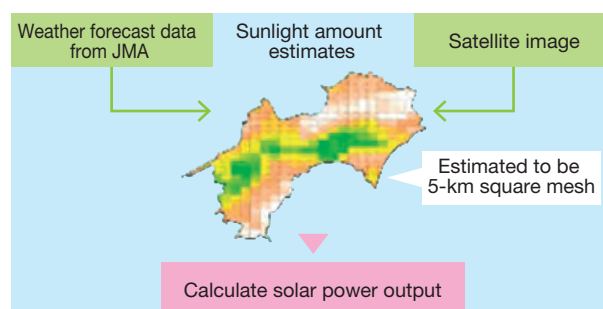 Weather forecast data
from JMA
Sunlight amount
estimates
Satellite image
Estimated to be
5-km square mesh
Calculate solar power output